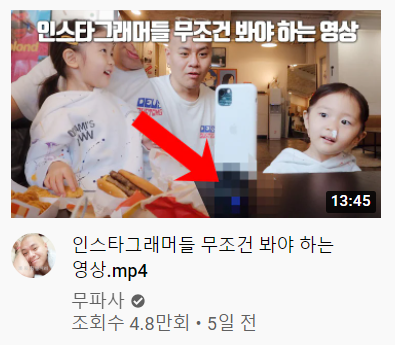 인스타그래머들 무조건 봐야 하는 영상
13:45
인스타그래머들 무조건 봐야 하는
영상.mp4
무파사
조회수 4.8만회 • 5일 전